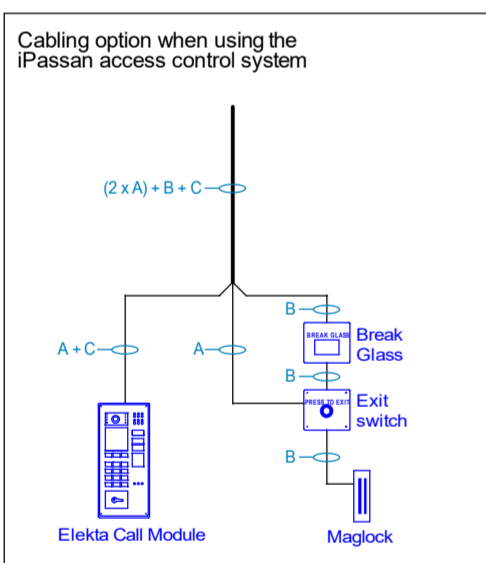 Cabling option when using the
iPassan access control system
(2 x A) + B + C
B
BREAK GLASS
Break
Glass
A + C
A
B
PRESS TO EXIT
Exit
switch
B
Elekta Call Module
Maglock